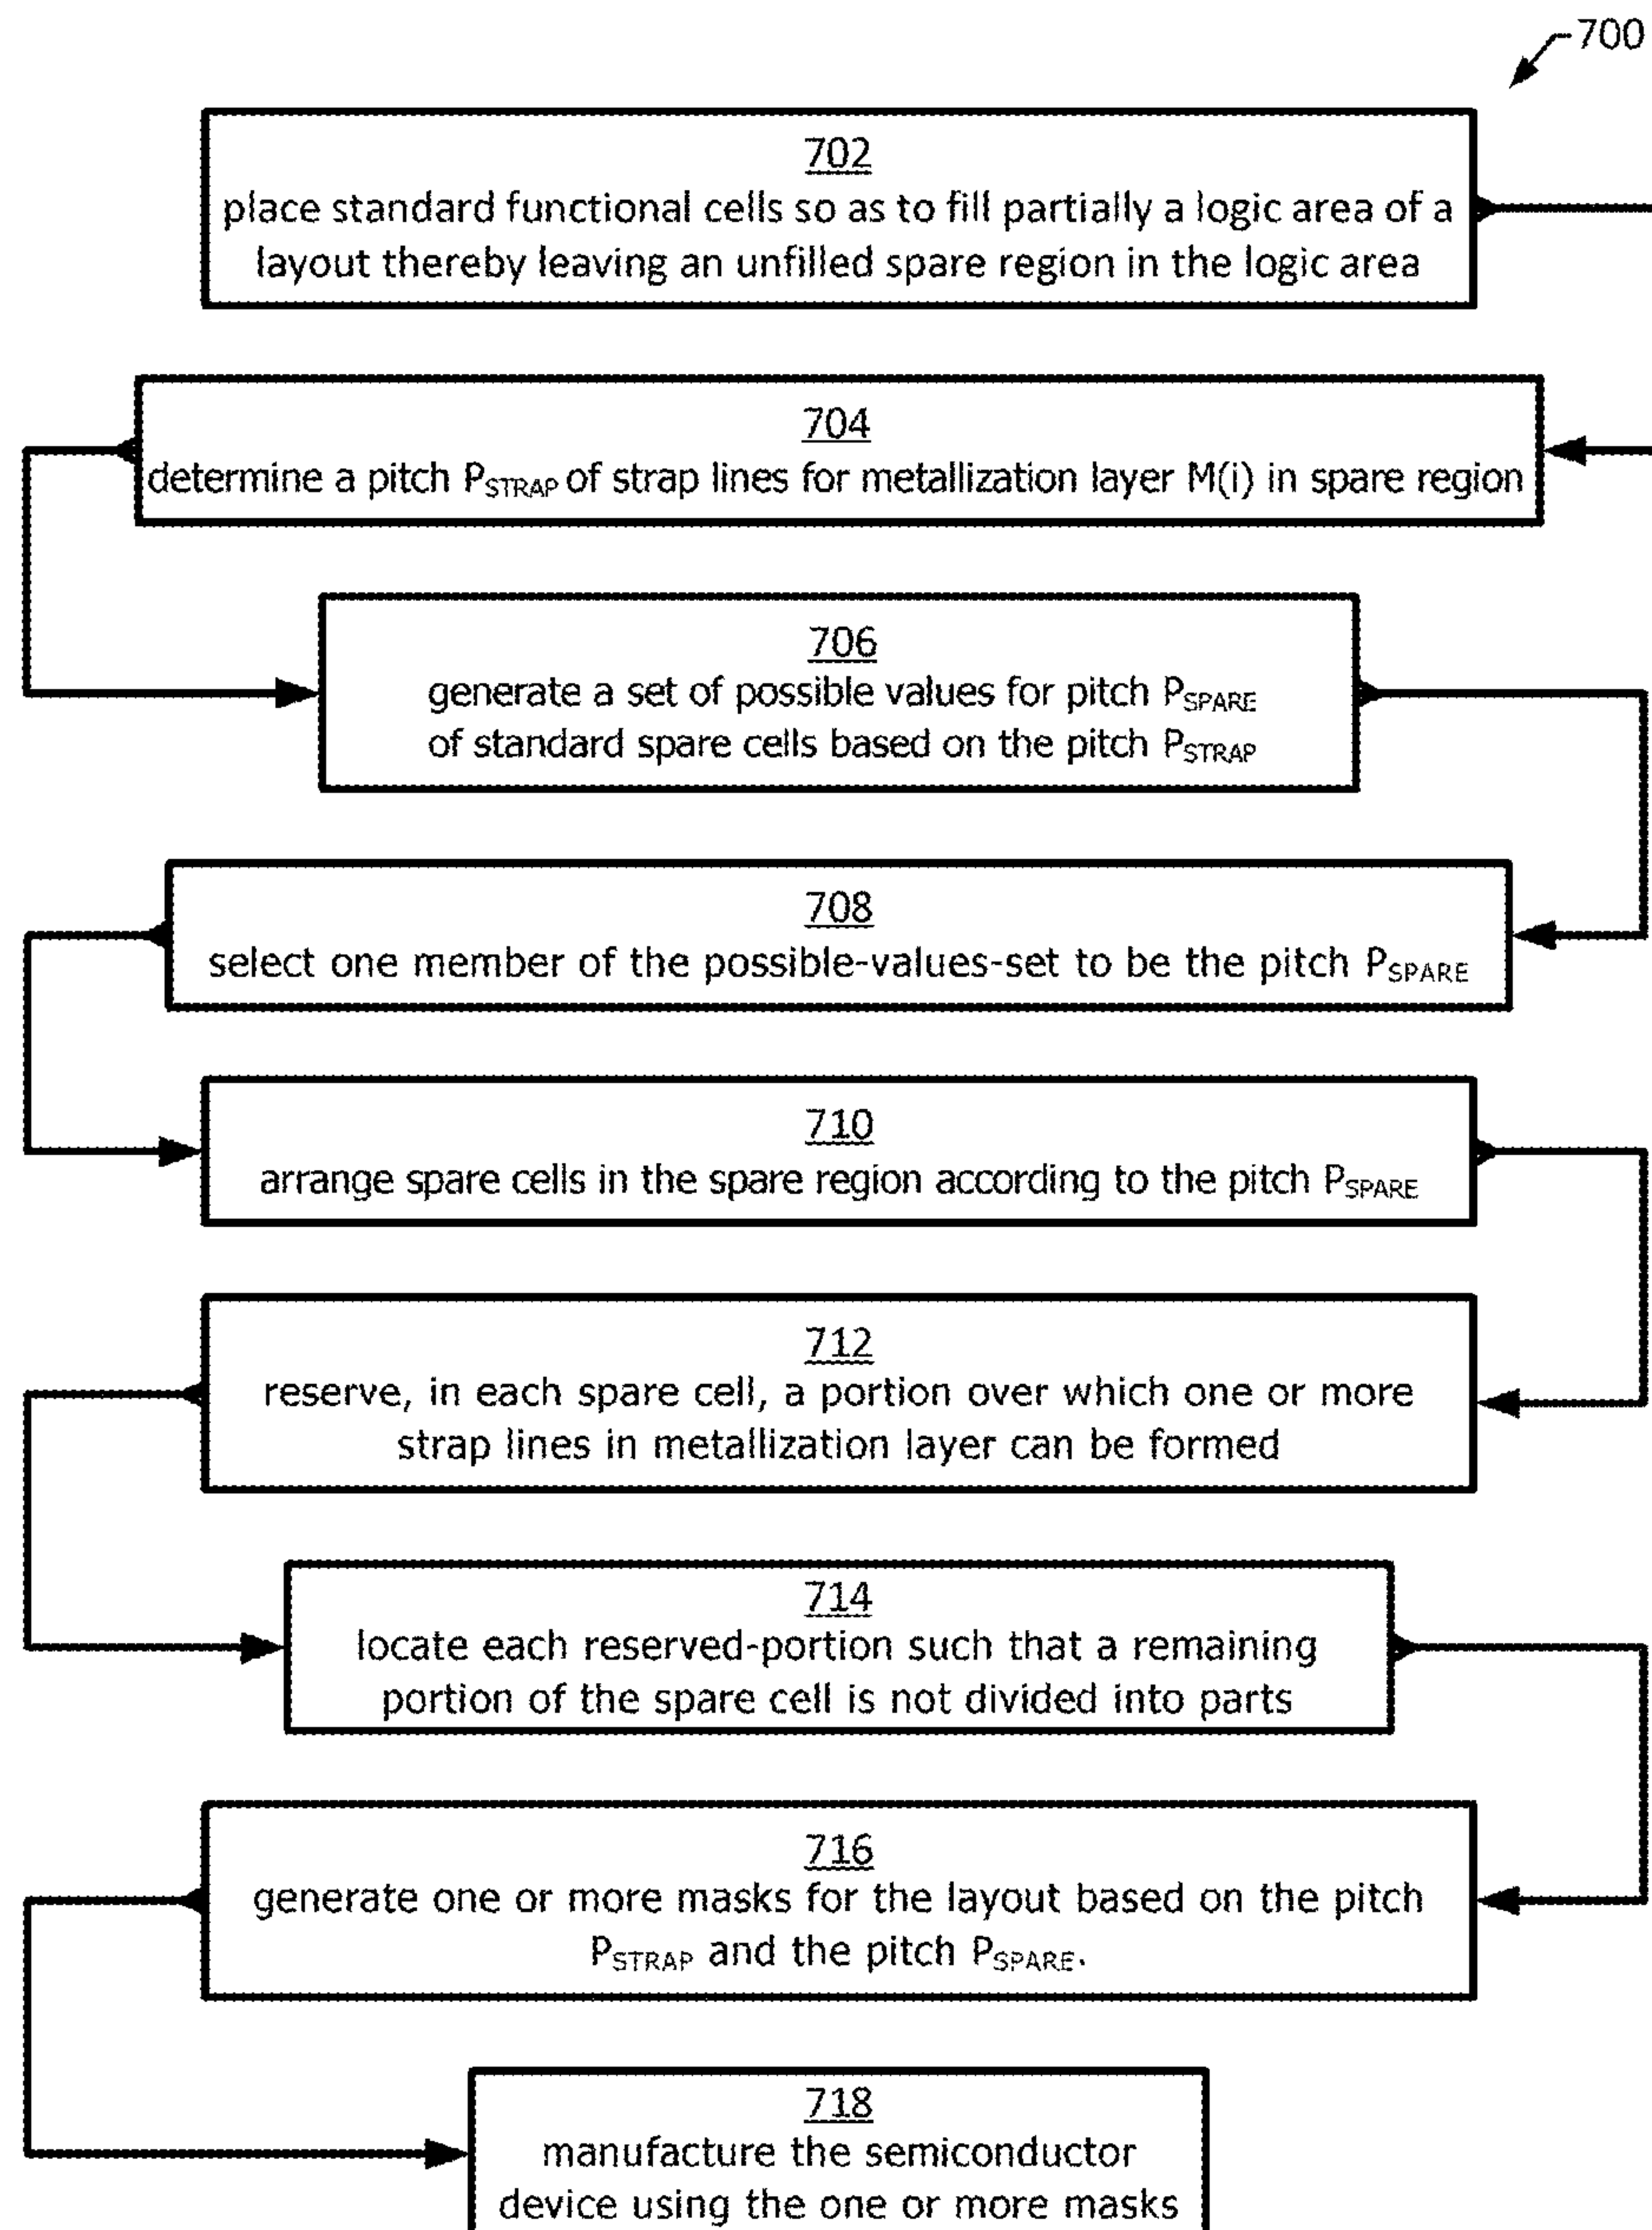 700
702
place standard functional cells so as to fill partially a logic area of a
layout thereby leaving an unfilled spare region in the logic area
704
determine a pitch PSTRAP of strap lines for metallization layer M(i) in spare region
706
generate a set of possible values for pitch PSPARE
of standard spare cells based on the pitch PSTRAP
708
select one member of the possible-values-set to be the pitch PSPARE
710
arrange spare cells in the spare region according to the pitch PSPARE
712
reserve, in each spare cell, a portion over which one or more
strap lines in metallization layer can be formed
714
locate each reserved-portion such that a remaining
portion of the spare cell is not divided into parts
716
generate one or more masks for the layout based on the pitch
PSTRAP and the pitch PSPARE.
718
manufacture the semiconductor
device using the one or more masks